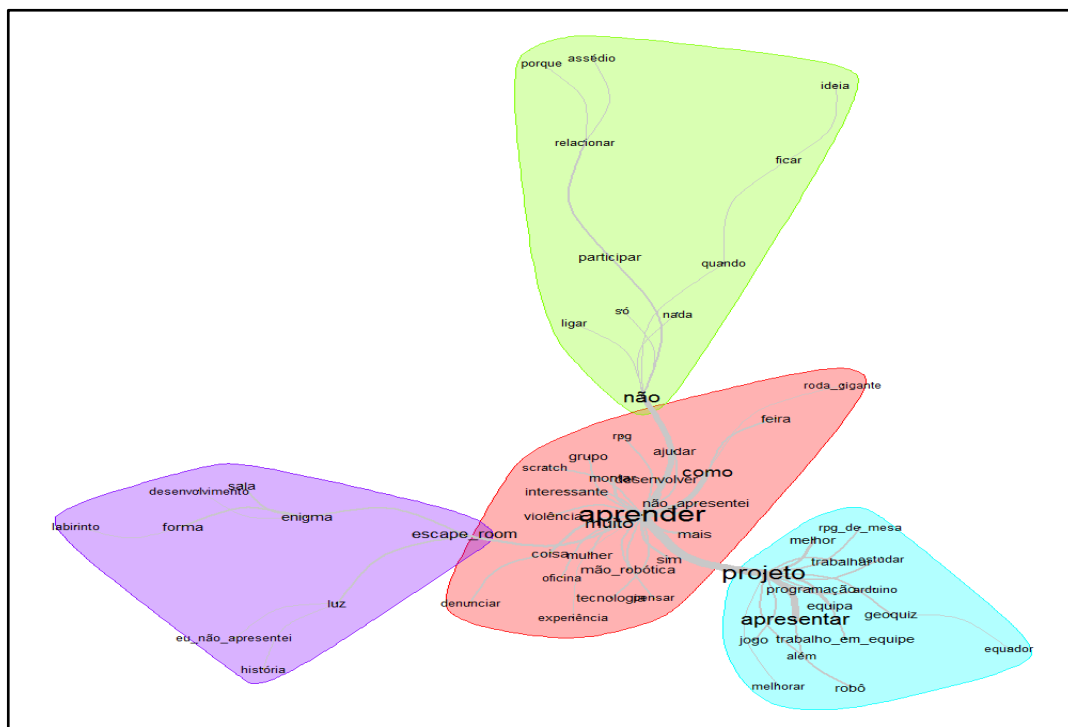 assédio
porque
ideia
relacionar
ficar
participar
quando
só
nada
ligar
não
roda_gigante
feira
rpg
ajudar
grupo
scratch
como
montar
desenvolver
interessante
não_apresentei
aprender
violência
muito
mais
coisa
mulher
sim
mão_robótica
oficina
tecnologia
pensar
denunciar
experiência
sala
desenvolvimento
labirinto
forma
enigma
escape_room
luz
eu_não_apresentei
história
rpg_de_mesa
melhor
trabalhar
estudar
projeto
programação
arduino
equipa
geoquiz
apresentar
jogo
trabalho_em_equipe
equador
além
melhorar
robô